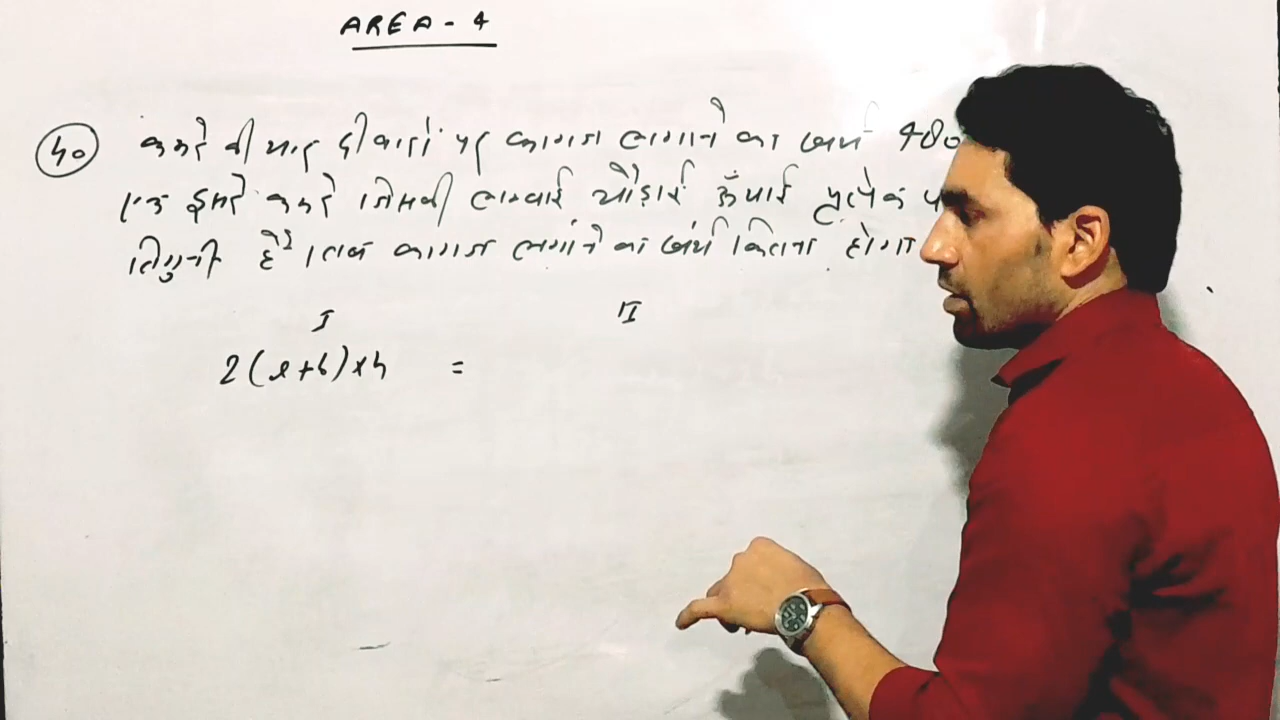 AREA - 4
50 कमरे की चार दीवारों पर कागज लगाने का खर्च 480
एक दूसरे कमरे जिसकी लम्बाई चौड़ाई ऊँचाई प्रत्येक
तिगुनी है। तब कागज लगाने का खर्च कितना होगा
I II
2(l+b)×h =